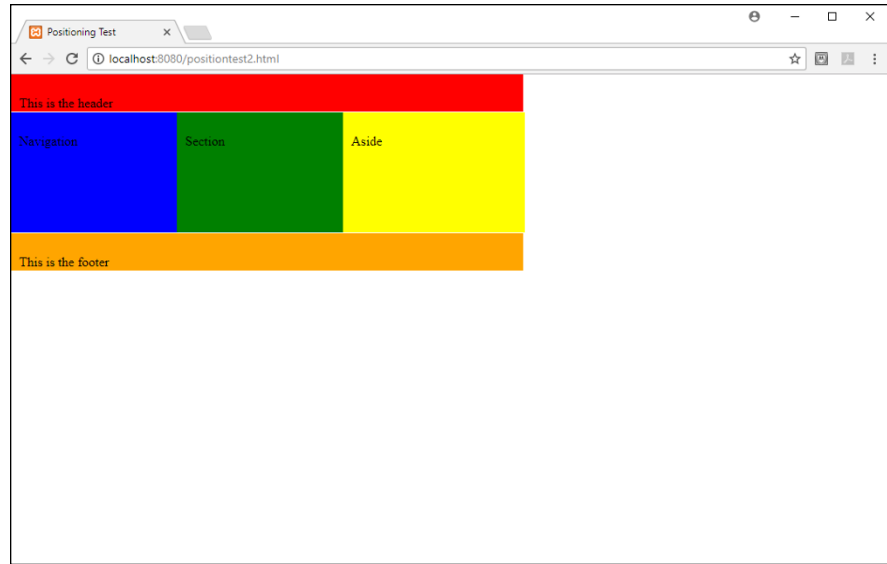 Positioning Test
localhost:8080/positiontest2.html
This is the header
Navigation Section Aside
This is the footer